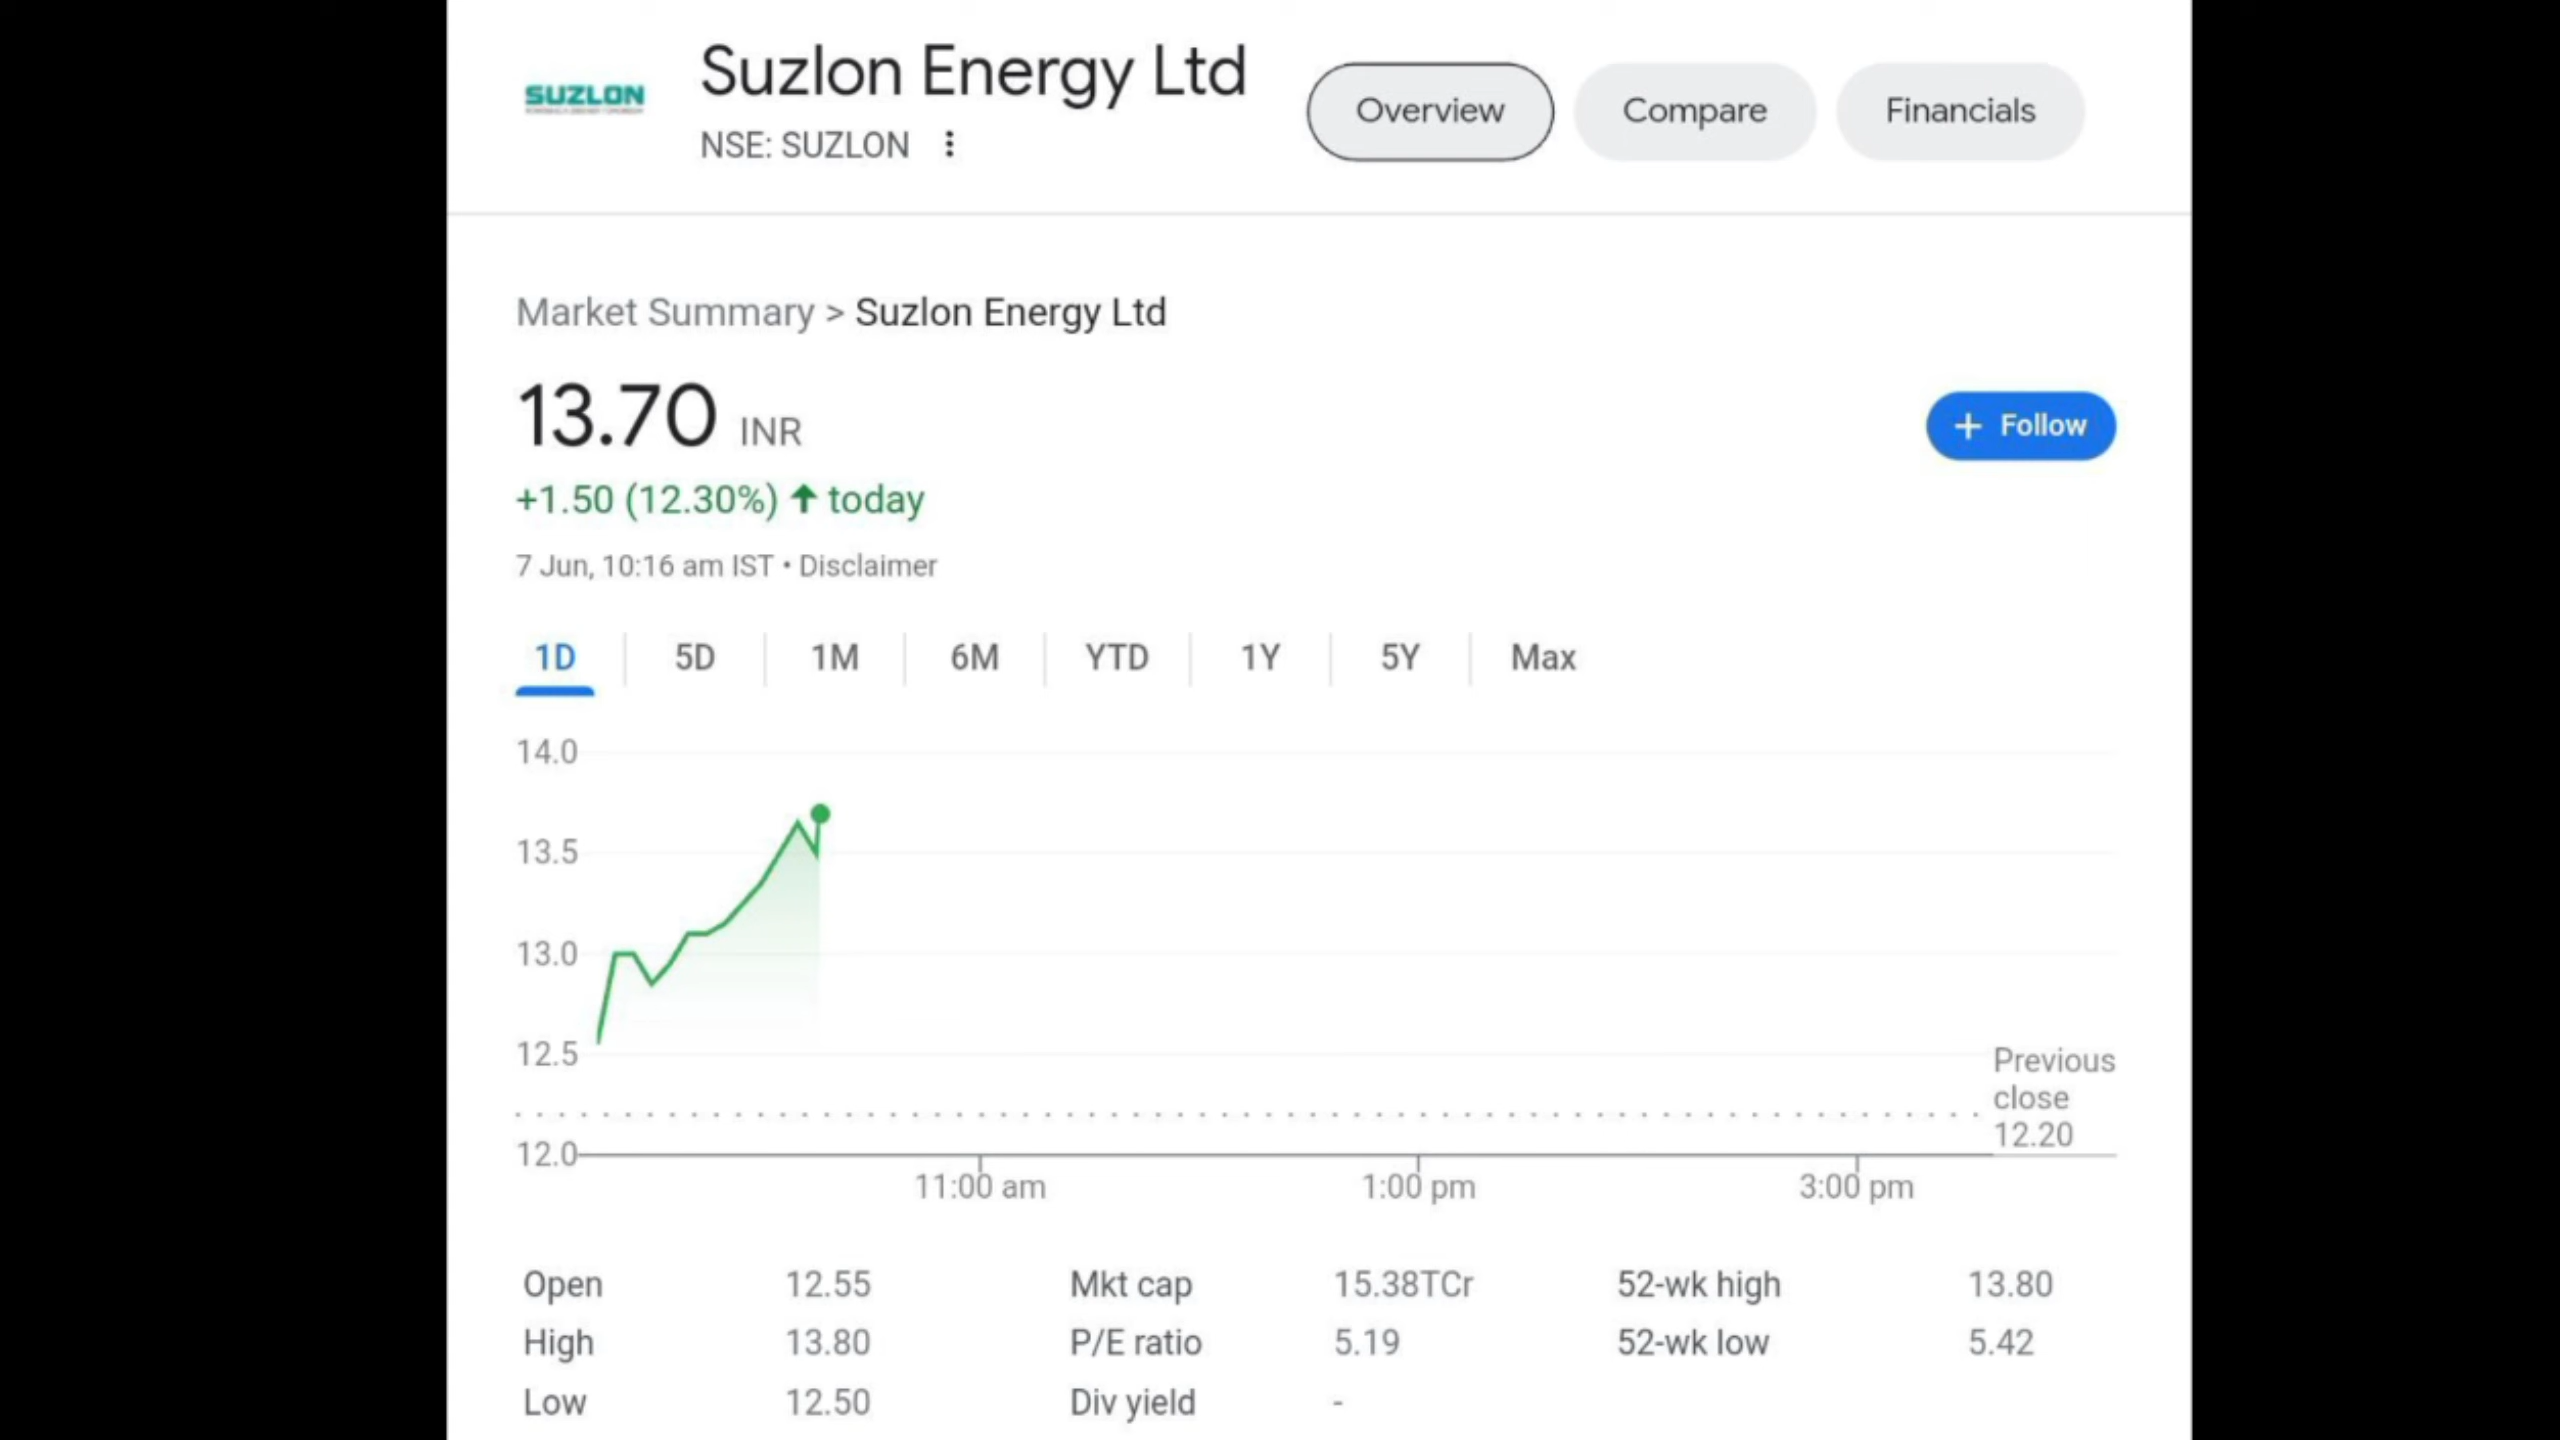 SUZLON
Suzlon Energy Ltd
NSE: SUZLON
Overview
Compare
Financials
Market Summary > Suzlon Energy Ltd
13.70 INR
+ Follow
+1.50 (12.30%) ↑ today
7 Jun, 10:16 am IST • Disclaimer
1D 5D 1M 6M YTD 1Y 5Y Max
14.0
13.5
13.0
12.5
12.0
Previous
close
12.20
11:00 am 1:00 pm 3:00 pm
Open 12.55 Mkt cap 15.38TCr 52-wk high 13.80
High 13.80 P/E ratio 5.19 52-wk low 5.42
Low 12.50 Div yield -